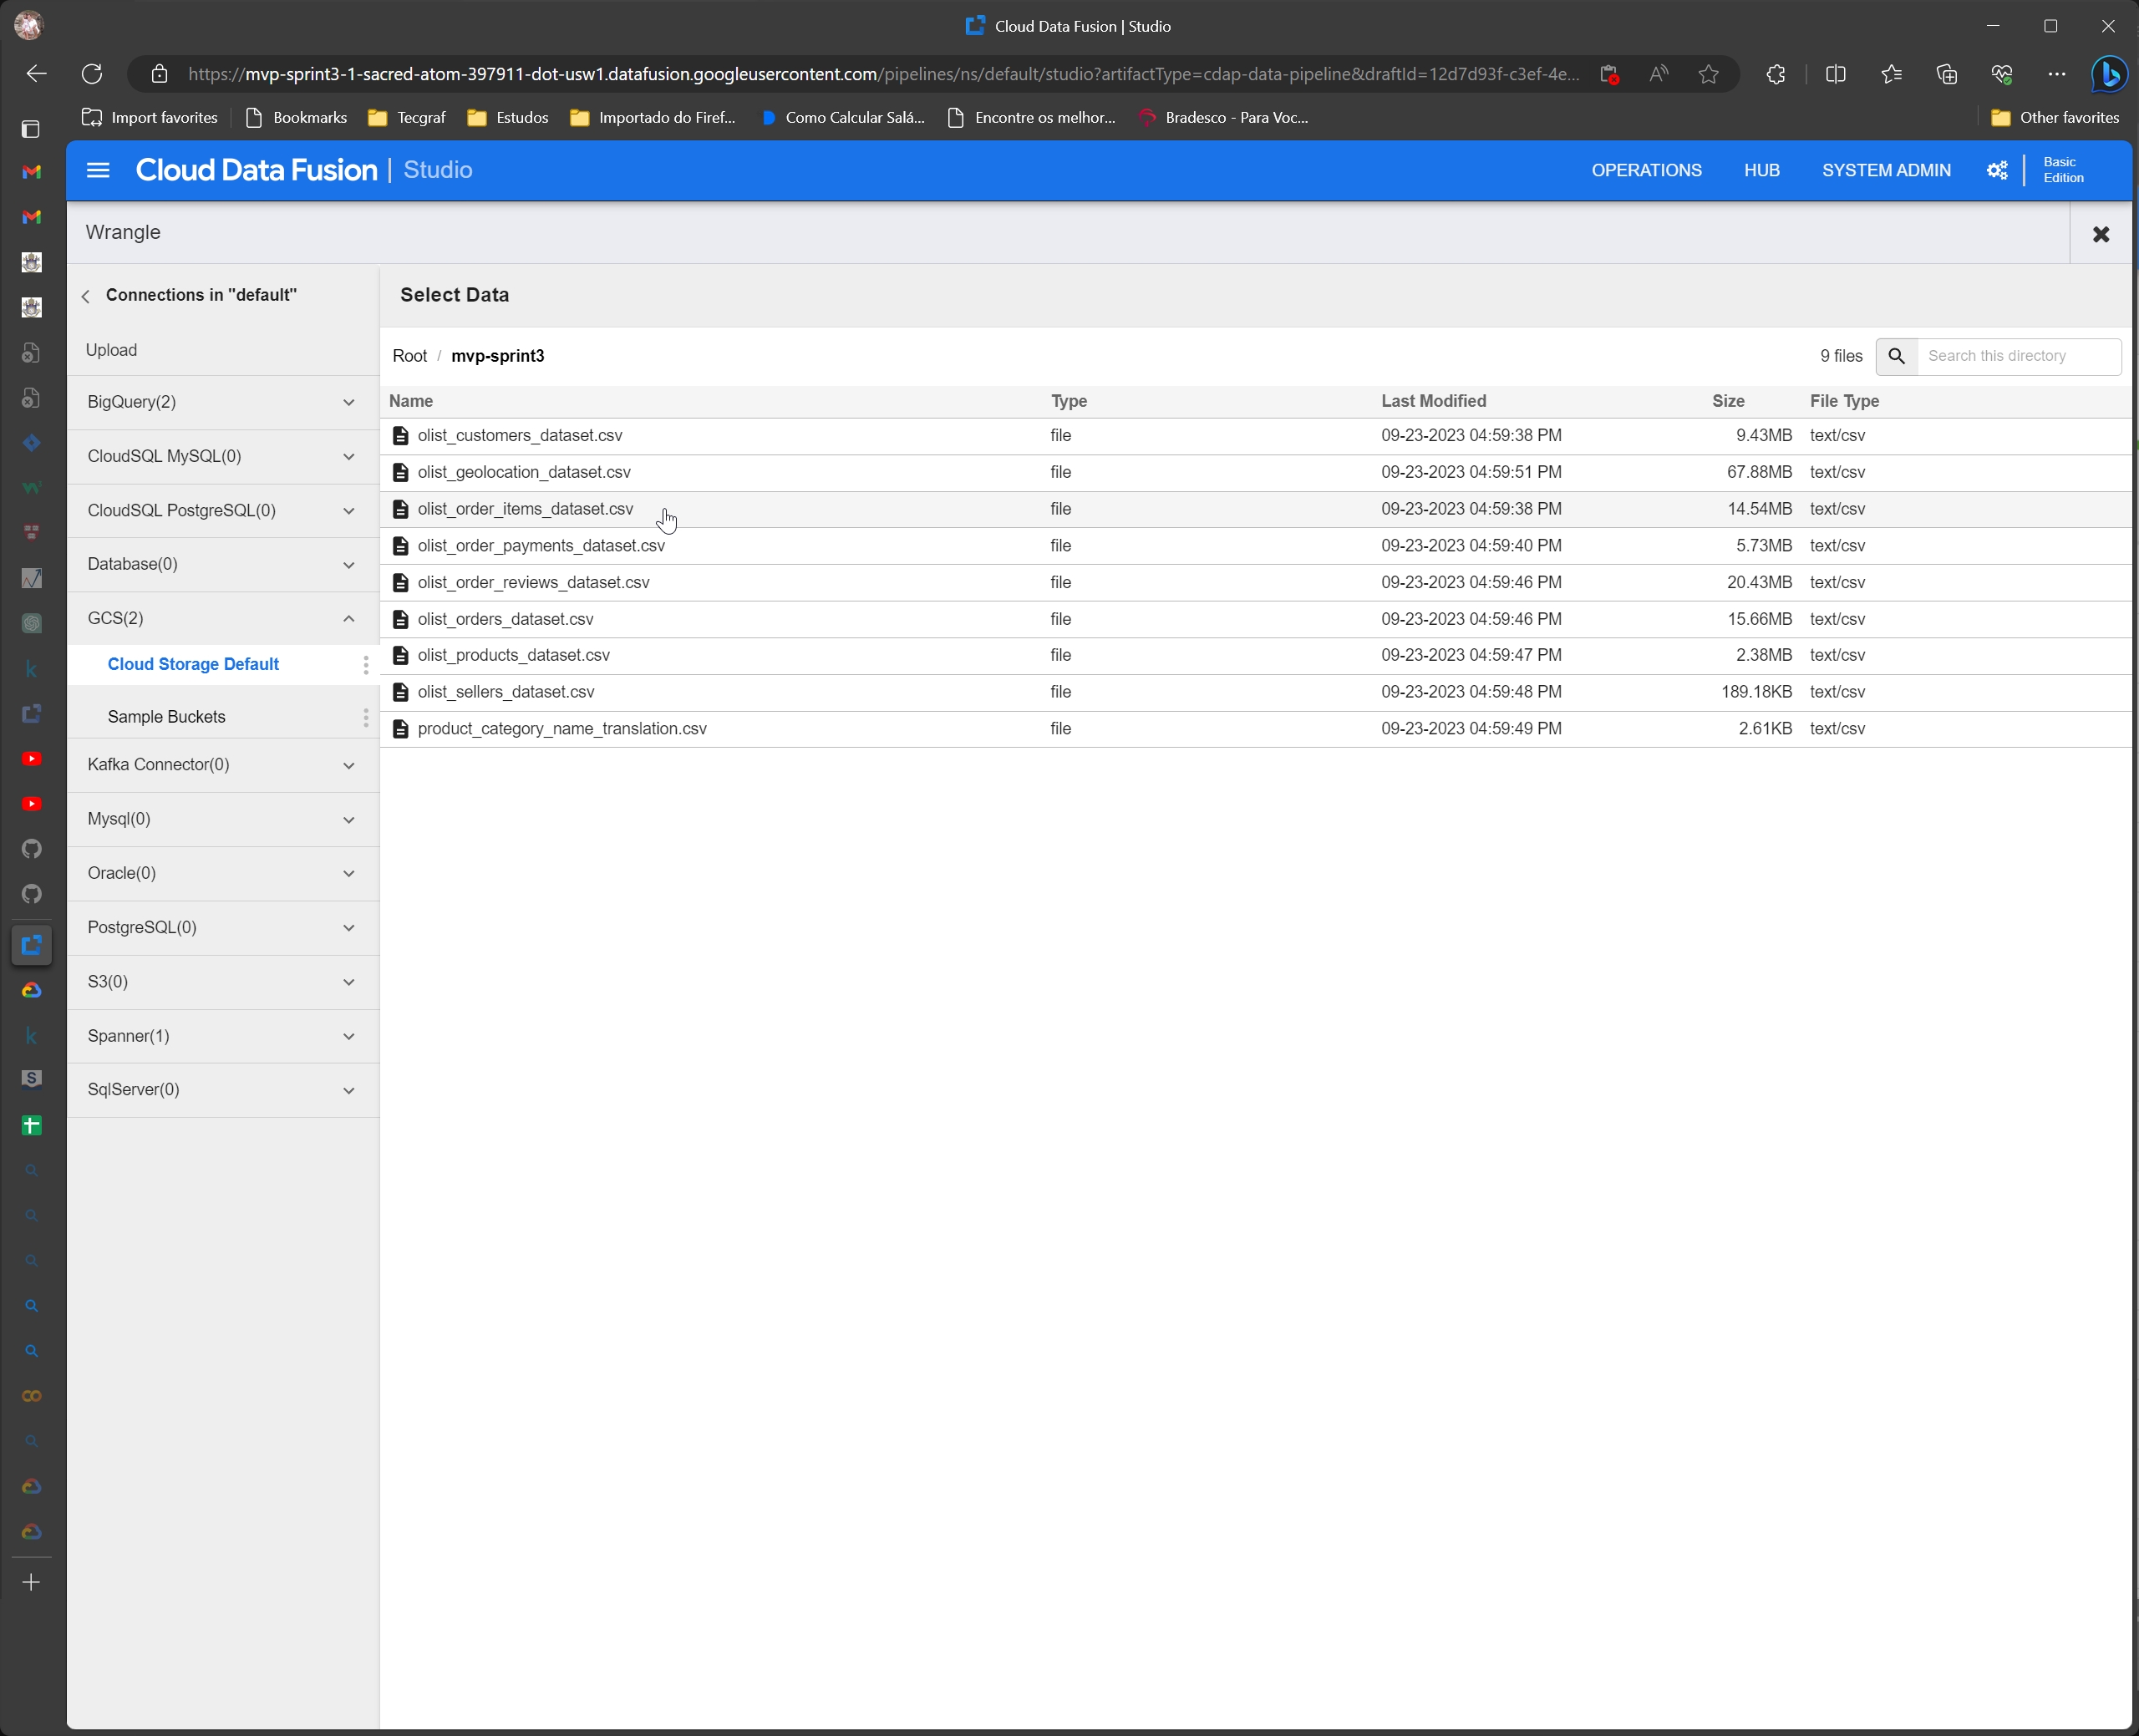 Cloud Data Fusion | Studio
https://mvp-sprint3-1-sacred-atom-397911-dot-usw1.datafusion.googleusercontent.com/pipelines/ns/default/studio?artifactType=cdap-data-pipeline&draftId=12d7d93f-c3ef-4e...
Import favorites Bookmarks Tecgraf Estudos Importado do Firef... Como Calcular Salá... Encontre os melhor... Bradesco - Para Voc... Other favorites
Cloud Data Fusion | Studio OPERATIONS HUB SYSTEM ADMIN Basic Edition
Wrangle
Connections in "default" Select Data
Upload
Root / mvp-sprint3 9 files Search this directory
Name Type Last Modified Size File Type
olist_customers_dataset.csv file 09-23-2023 04:59:38 PM 9.43MB text/csv
olist_geolocation_dataset.csv file 09-23-2023 04:59:51 PM 67.88MB text/csv
olist_order_items_dataset.csv file 09-23-2023 04:59:38 PM 14.54MB text/csv
olist_order_payments_dataset.csv file 09-23-2023 04:59:40 PM 5.73MB text/csv
olist_order_reviews_dataset.csv file 09-23-2023 04:59:46 PM 20.43MB text/csv
olist_orders_dataset.csv file 09-23-2023 04:59:46 PM 15.66MB text/csv
olist_products_dataset.csv file 09-23-2023 04:59:47 PM 2.38MB text/csv
olist_sellers_dataset.csv file 09-23-2023 04:59:48 PM 189.18KB text/csv
product_category_name_translation.csv file 09-23-2023 04:59:49 PM 2.61KB text/csv
BigQuery(2)
CloudSQL MySQL(0)
CloudSQL PostgreSQL(0)
Database(0)
GCS(2)
Cloud Storage Default
Sample Buckets
Kafka Connector(0)
Mysql(0)
Oracle(0)
PostgreSQL(0)
S3(0)
Spanner(1)
SqlServer(0)